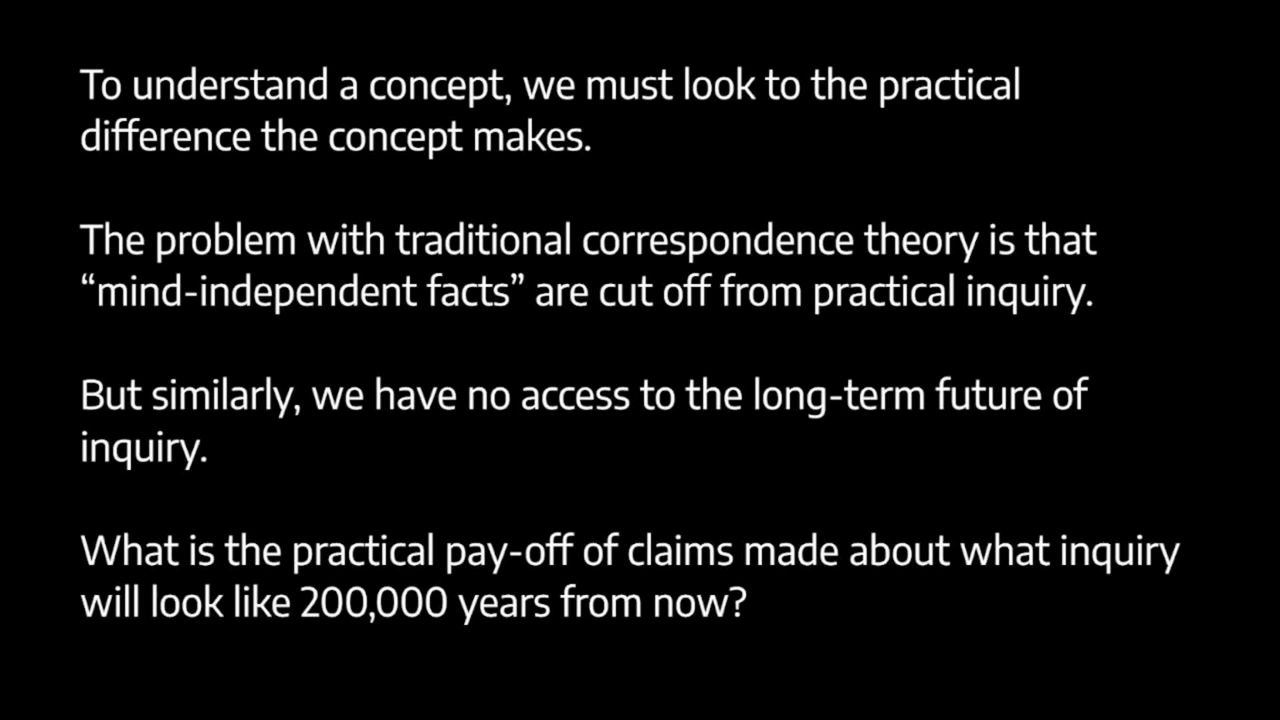 To understand a concept, we must look to the practical
difference the concept makes.
The problem with traditional correspondence theory is that
“mind-independent facts” are cut off from practical inquiry.
But similarly, we have no access to the long-term future of
inquiry.
What is the practical pay-off of claims made about what inquiry
will look like 200,000 years from now?